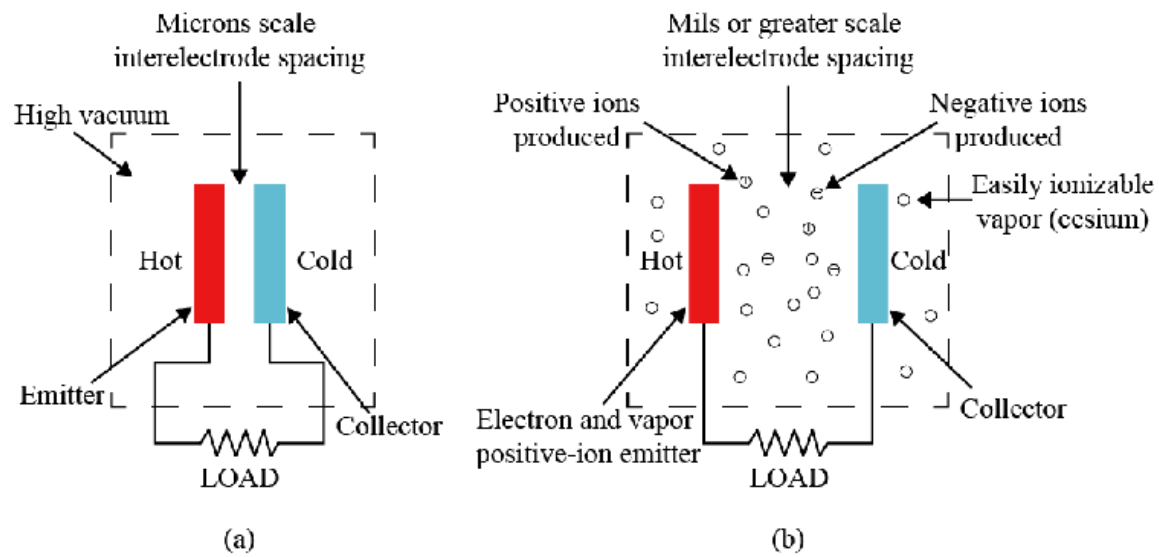 Microns scale
interelectrode spacing
High vacuum
Hot
Cold
Emitter
Collector
LOAD
(a)
Mils or greater scale
interelectrode spacing
Positive ions
produced
Negative ions
produced
Easily ionizable
vapor (cesium)
Hot
Cold
Electron and vapor
positive-ion emitter
Collector
LOAD
(b)